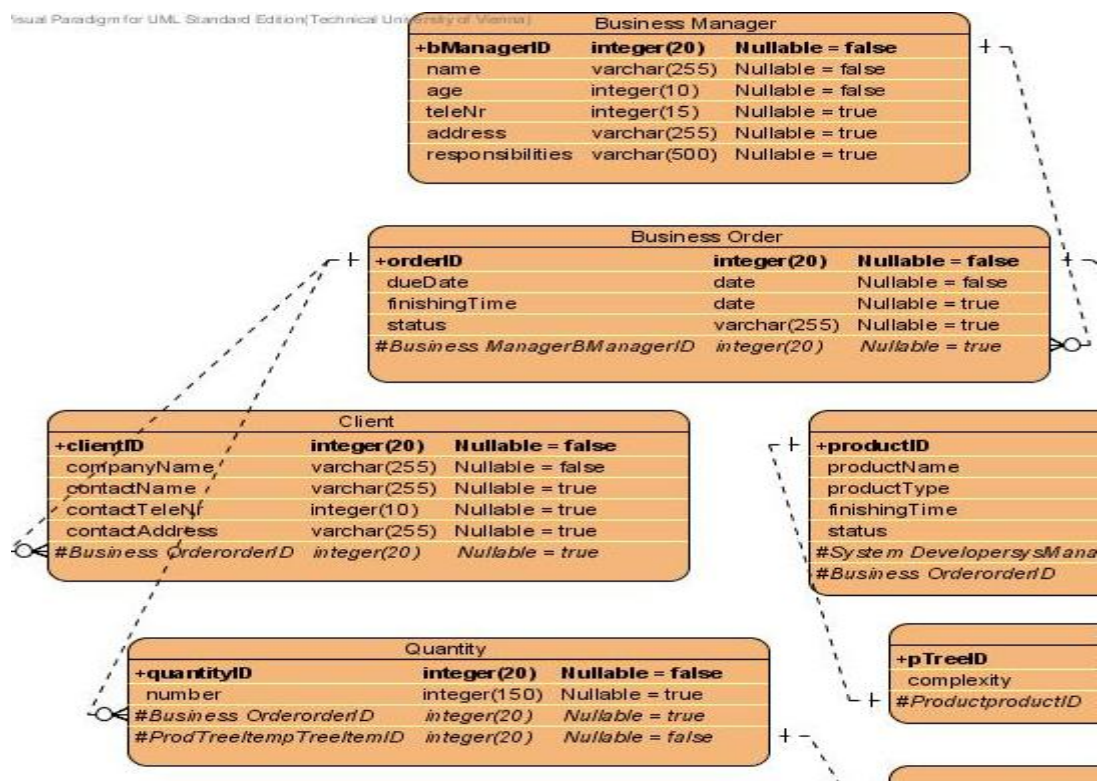 Visual Paradigm for UML Standard Edition(Technical University of Vienna)
Business Manager
+bManagerID integer(20) Nullable = false
name varchar(255) Nullable = false
age integer(10) Nullable = false
teleNr integer(15) Nullable = true
address varchar(255) Nullable = true
responsibilities varchar(500) Nullable = true
Business Order
+orderID integer(20) Nullable = false
dueDate date Nullable = false
finishingTime date Nullable = true
status varchar(255) Nullable = true
#Business ManagerBManagerID integer(20) Nullable = true
Client
+clientID integer(20) Nullable = false
companyName varchar(255) Nullable = false
contactName varchar(255) Nullable = true
contactTeleNr integer(10) Nullable = true
contactAddress varchar(255) Nullable = true
#Business OrderorderID integer(20) Nullable = true
+productID
productName
productType
finishingTime
status
#System DevelopersysMana
#Business OrderorderID
Quantity
+quantityID integer(20) Nullable = false
number integer(150) Nullable = true
#Business OrderorderID integer(20) Nullable = true
#ProdTreeItempTreeItemID integer(20) Nullable = false
+pTreeID
complexity
#ProductproductID